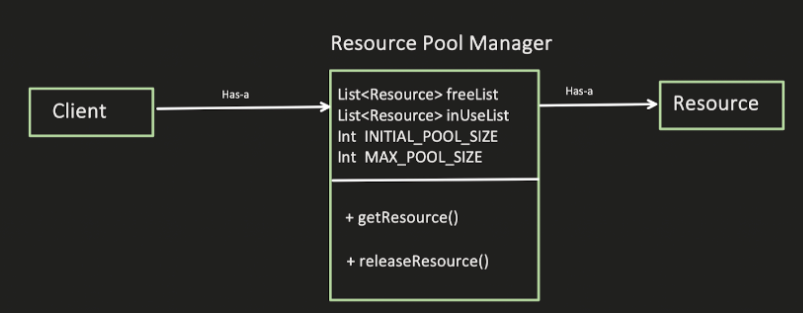 Resource Pool Manager
Client
Has-a
List<Resource> freeList
List<Resource> inUseList
Int INITIAL_POOL_SIZE
Int MAX_POOL_SIZE
+ getResource()
+ releaseResource()
Has-a
Resource